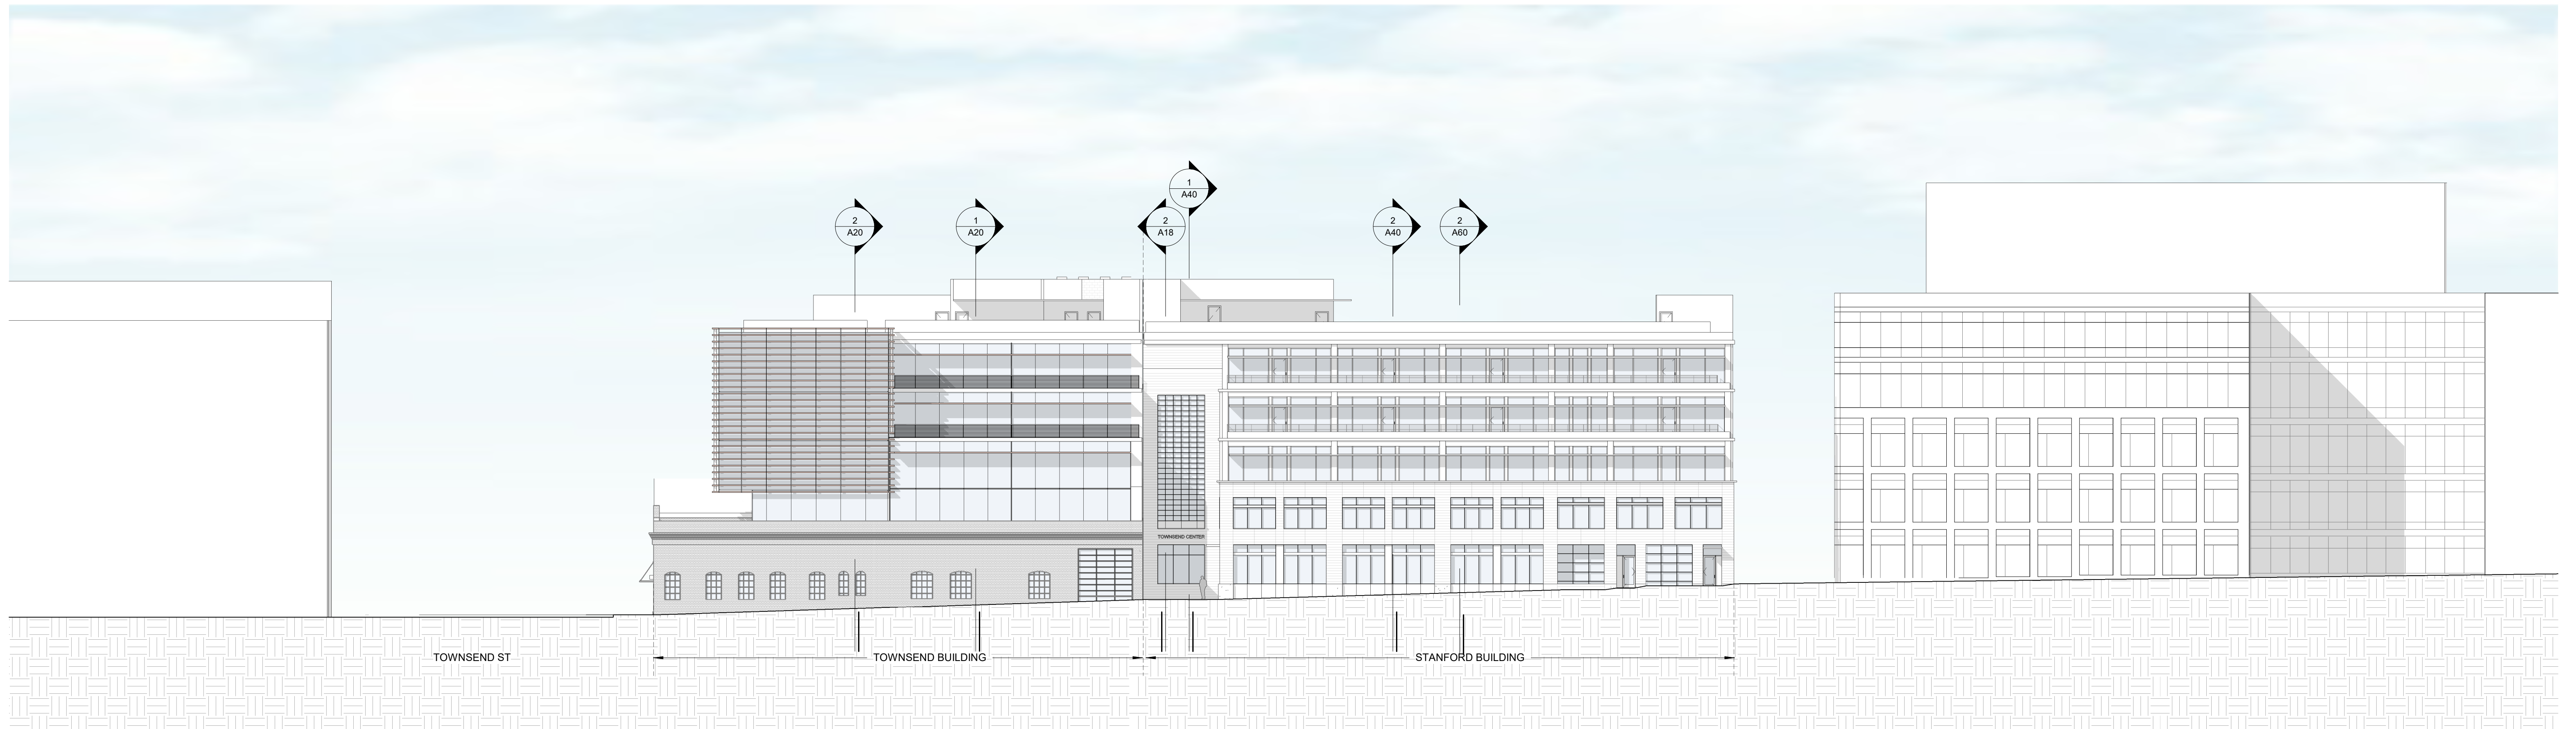 1
A40
2
A20
1
A20
2
A18
2
A40
2
A60
TOWNSEND CENTER
TOWNSEND ST
TOWNSEND BUILDING
STANFORD BUILDING